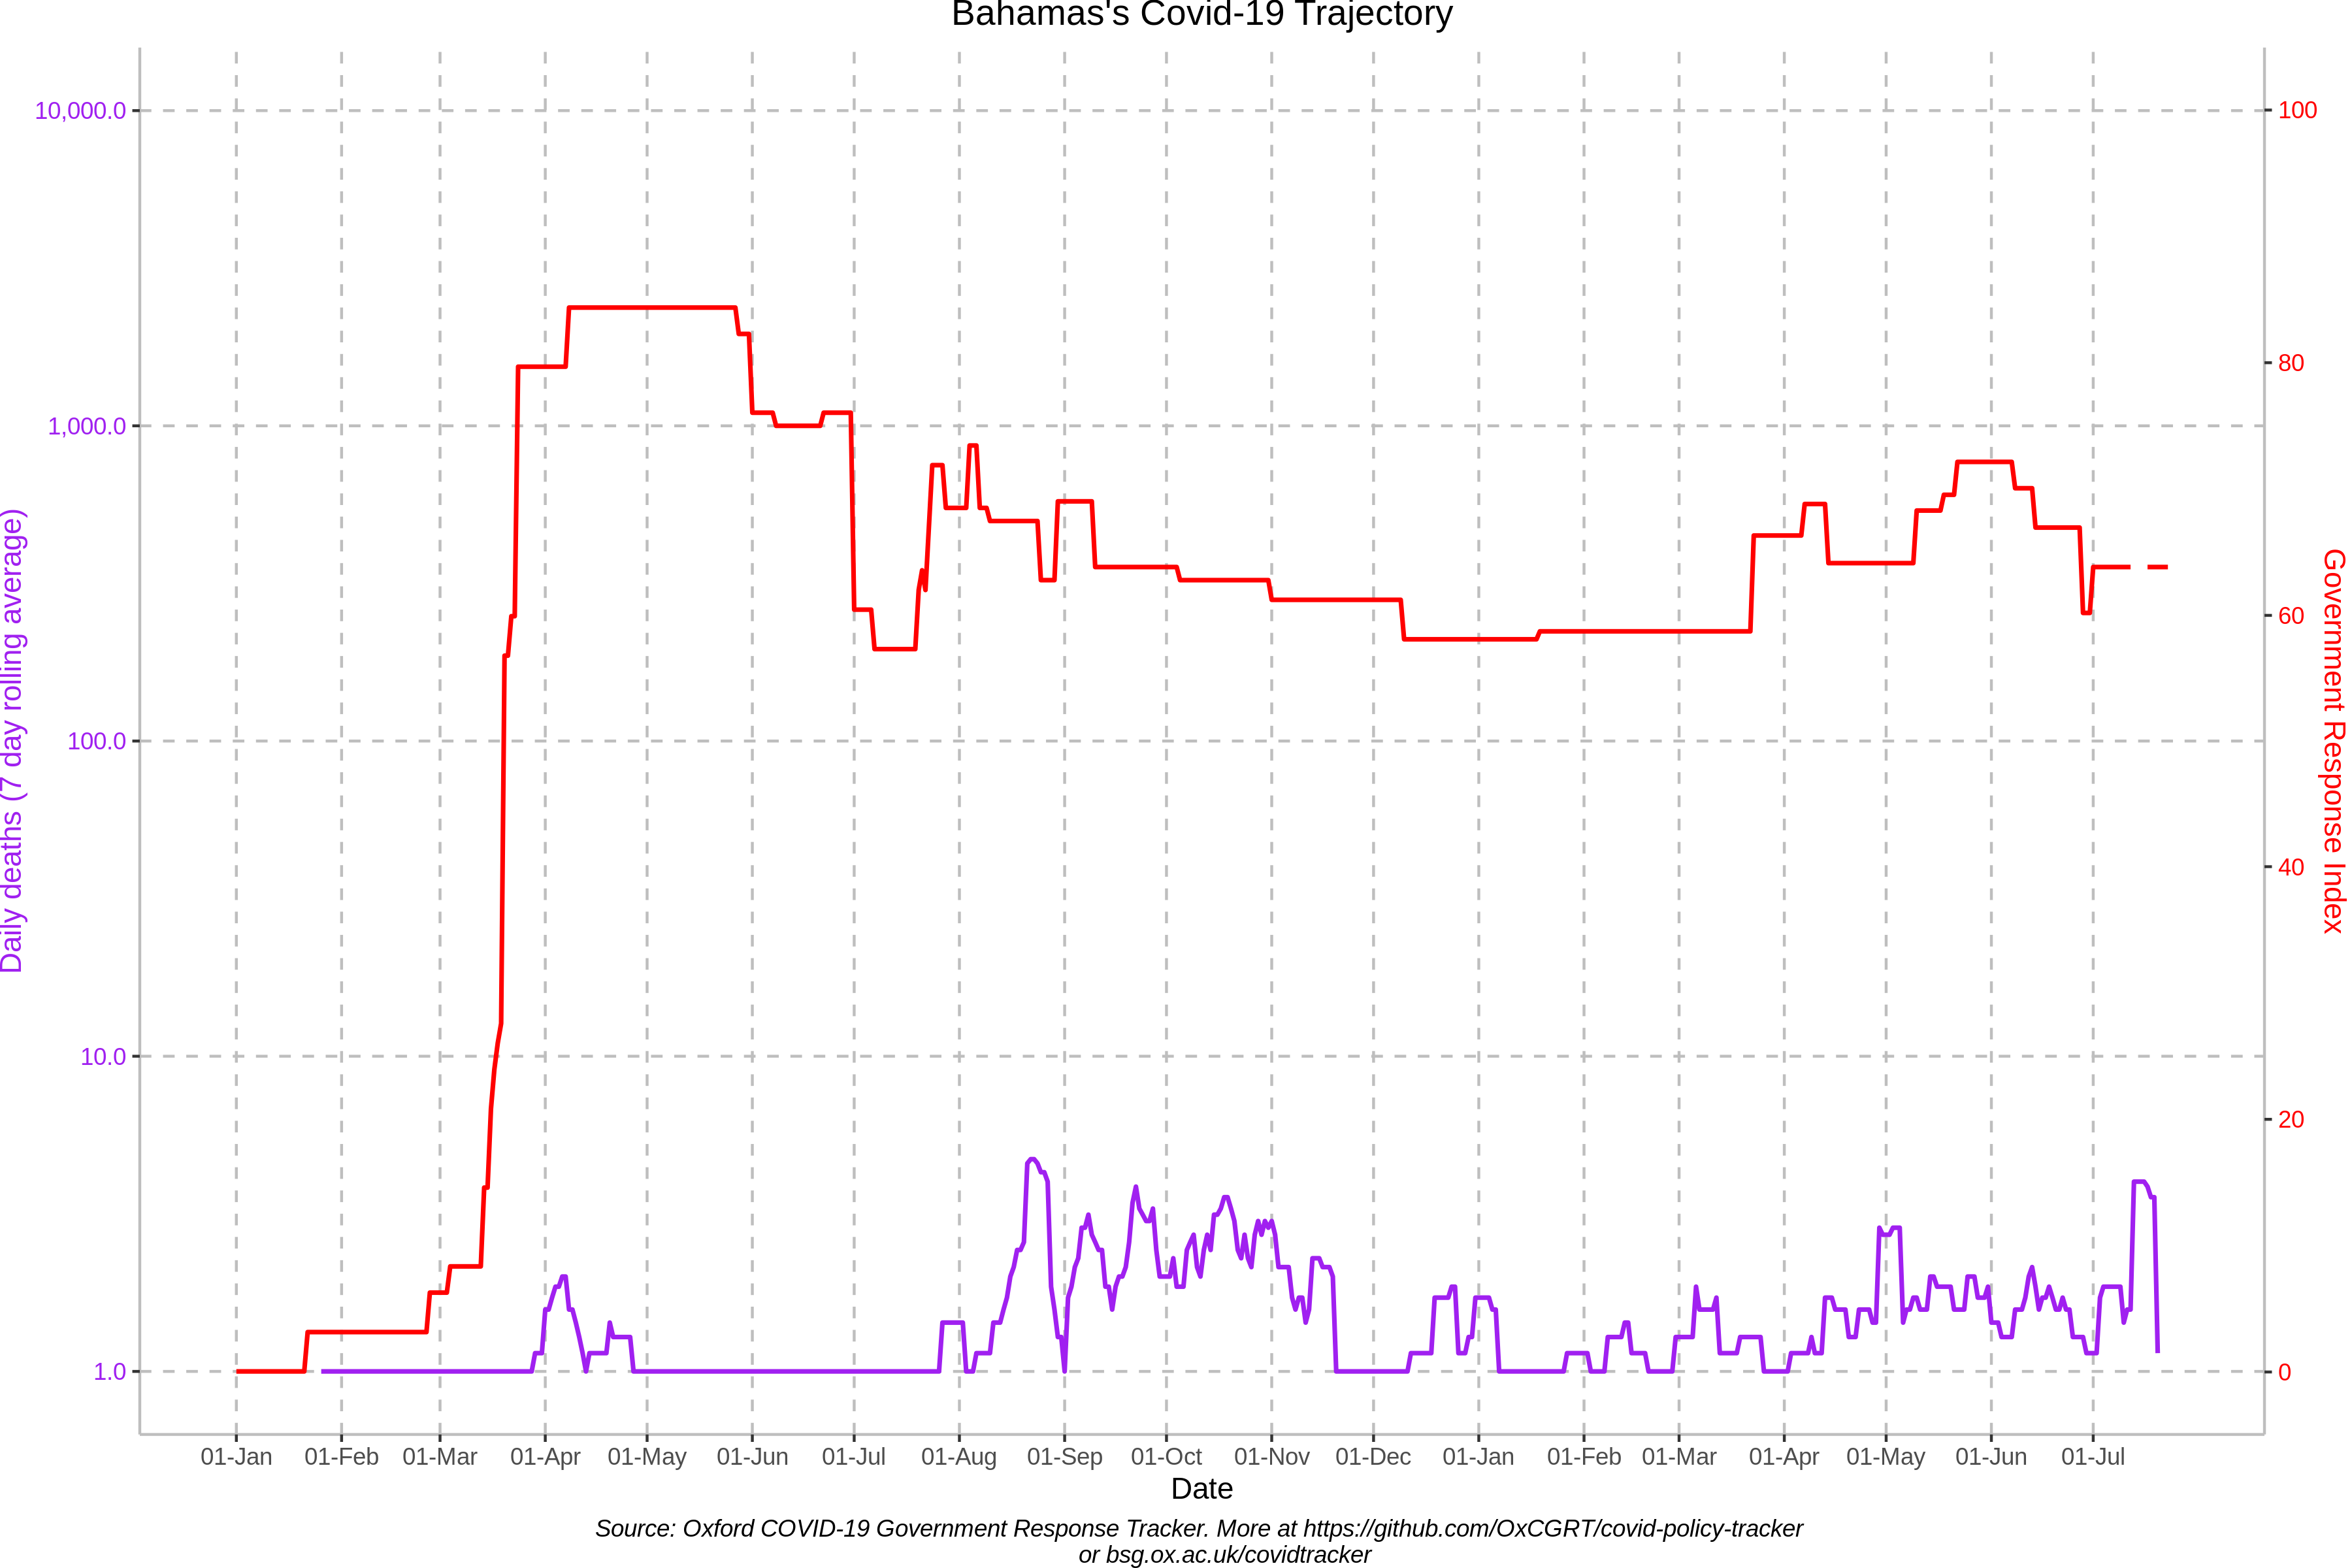 Bahamas's Covid-19 Trajectory
10,000.0
1,000.0
100.0
10.0
1.0
Daily deaths (7 day rolling average)
100
80
60
40
20
0
Government Response Index
01-Jan 01-Feb 01-Mar 01-Apr 01-May 01-Jun 01-Jul 01-Aug 01-Sep 01-Oct 01-Nov 01-Dec 01-Jan 01-Feb 01-Mar 01-Apr 01-May 01-Jun 01-Jul
Date
Source: Oxford COVID-19 Government Response Tracker. More at https://github.com/OxCGRT/covid-policy-tracker
or bsg.ox.ac.uk/covidtracker